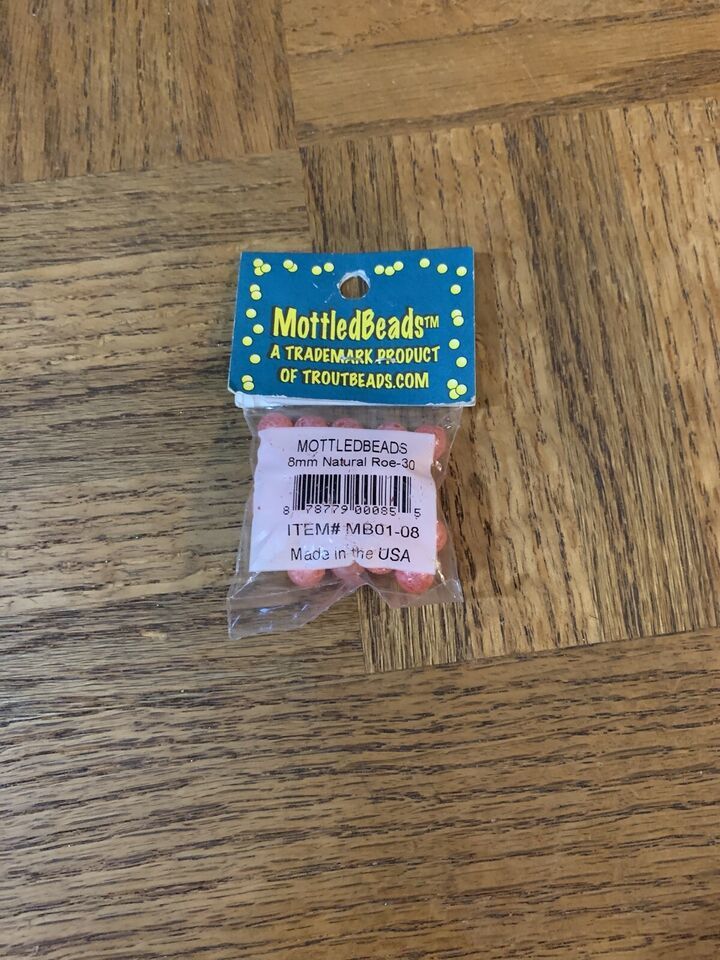 MottledBeads™
A TRADEMARK PRODUCT
OF TROUTBEADS.COM
MOTTLEDBEADS
8mm Natural Roe-30
8 78779 00085 5
ITEM# MB01-08
Made in the USA